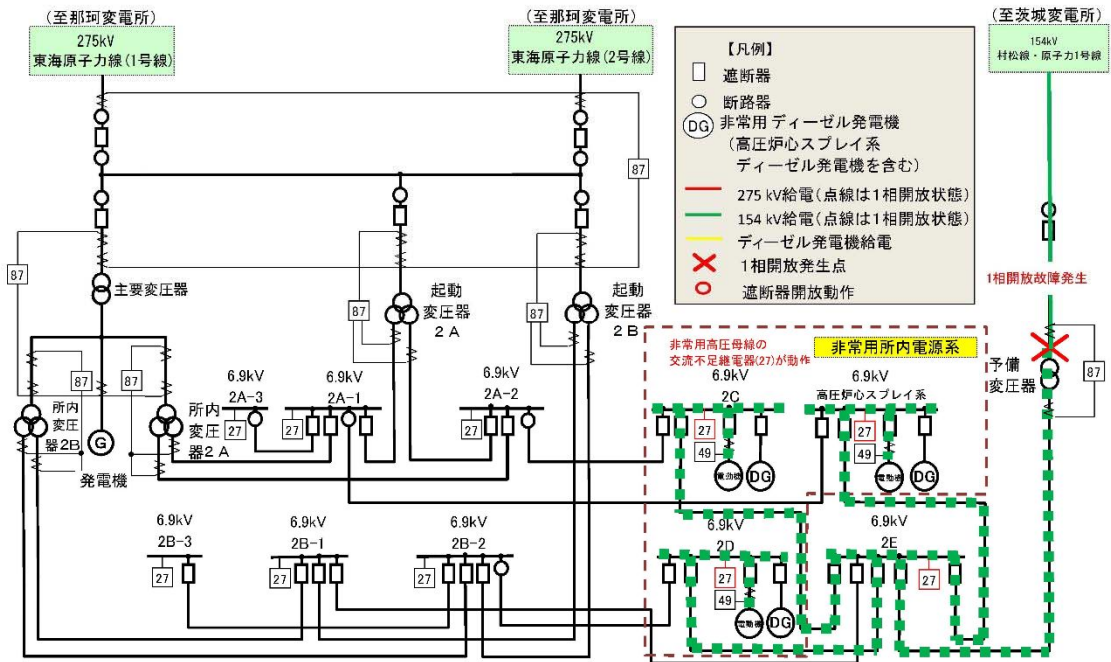 (至那珂変電所)
275kV
東海原子力線(1号線)
(至那珂変電所)
275kV
東海原子力線(2号線)
(至茨城変電所)
154kV
村松線・原子力1号線
【凡例】
遮断器
断路器
DG
非常用 ディーゼル発電機
(高圧炉心スプレイ系
ディーゼル発電機を含む)
275 kV給電(点線は1相開放状態)
154 kV給電(点線は1相開放状態)
ディーゼル発電機給電
1相開放発生点
遮断器開放動作
87
87
主要変圧器
87
起動
変圧器
2A
87
起動
変圧器
2B
1相開放故障発生
予備
変圧器
87
87
87
所内
変圧
器2B
G
発電機
所内
変圧
器2A
非常用高圧母線の
交流不足継電器(27)が動作
非常用所内電源系
6.9kV
2A-3
27
6.9kV
2A-1
27
6.9kV
2A-2
27
6.9kV
2C
27
49
電動機
DG
6.9kV
高圧炉心スプレイ系
27
49
電動機
DG
6.9kV
2B-3
27
6.9kV
2B-1
27
6.9kV
2B-2
27
6.9kV
2D
27
49
電動機
DG
6.9kV
2E
27